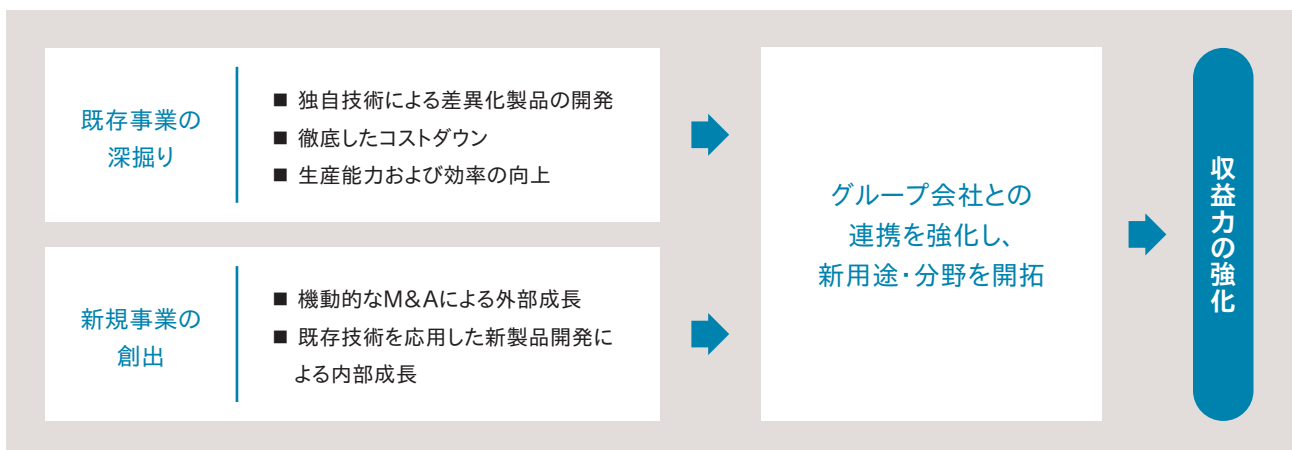 既存事業の
深掘り
■ 独自技術による差異化製品の開発
■ 徹底したコストダウン
■ 生産能力および効率の向上
新規事業の
創出
■ 機動的なM&Aによる外部成長
■ 既存技術を応用した新製品開発に
よる内部成長
グループ会社との
連携を強化し、
新用途・分野を開拓
収益力の強化